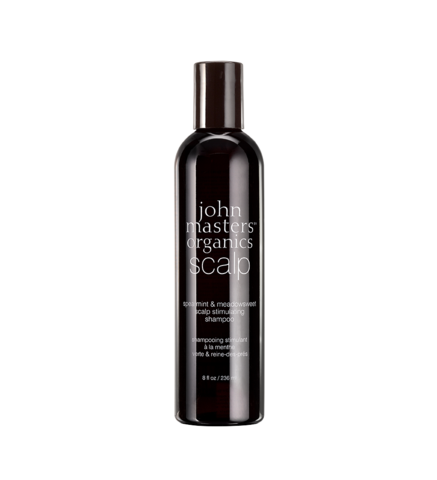 john
masters™
organics
scalp
spearmint & meadowsweet
scalp stimulating
shampoo
shampooing stimulant
à la menthe
verte & reine-des-prés
8 fl oz / 236 mL